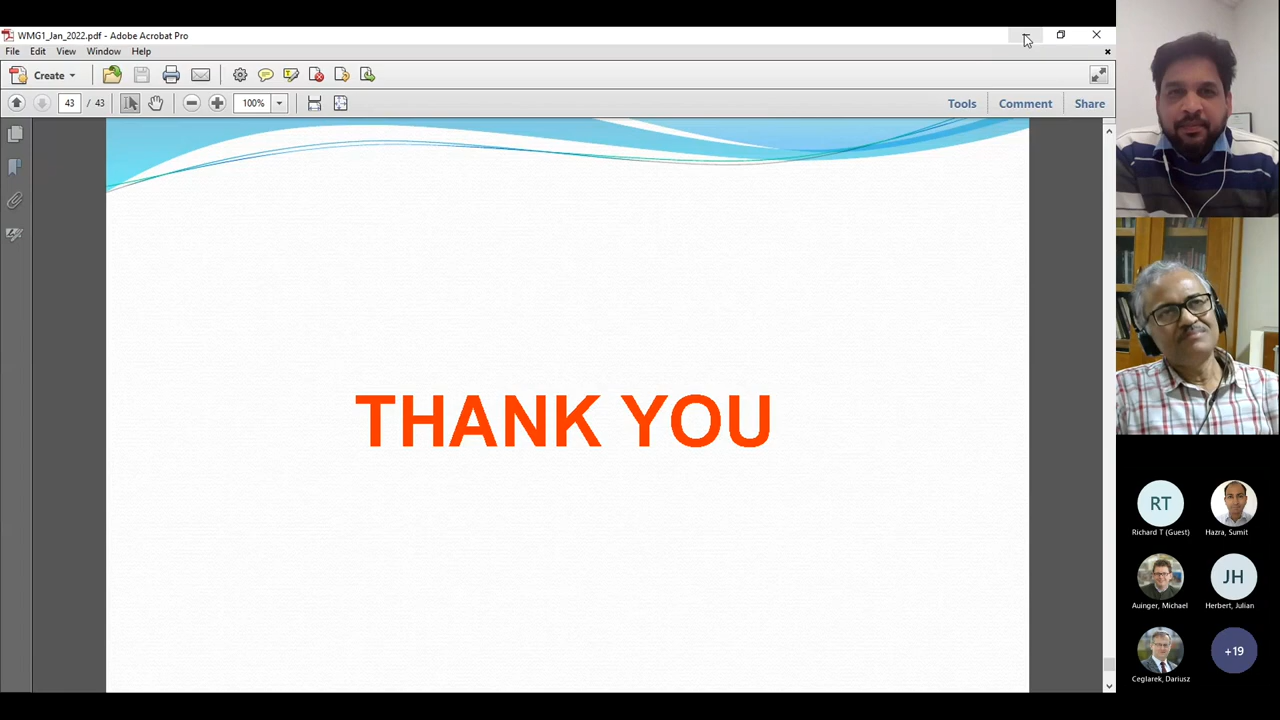 WMG1_Jan_2022.pdf - Adobe Acrobat Pro
File Edit View Window Help
Create
43 / 43 100% Tools Comment Share
THANK YOU
RT
Richard T (Guest) Hazra, Sumit
JH
Auinger, Michael Herbert, Julian
+19
Ceglarek, Dariusz